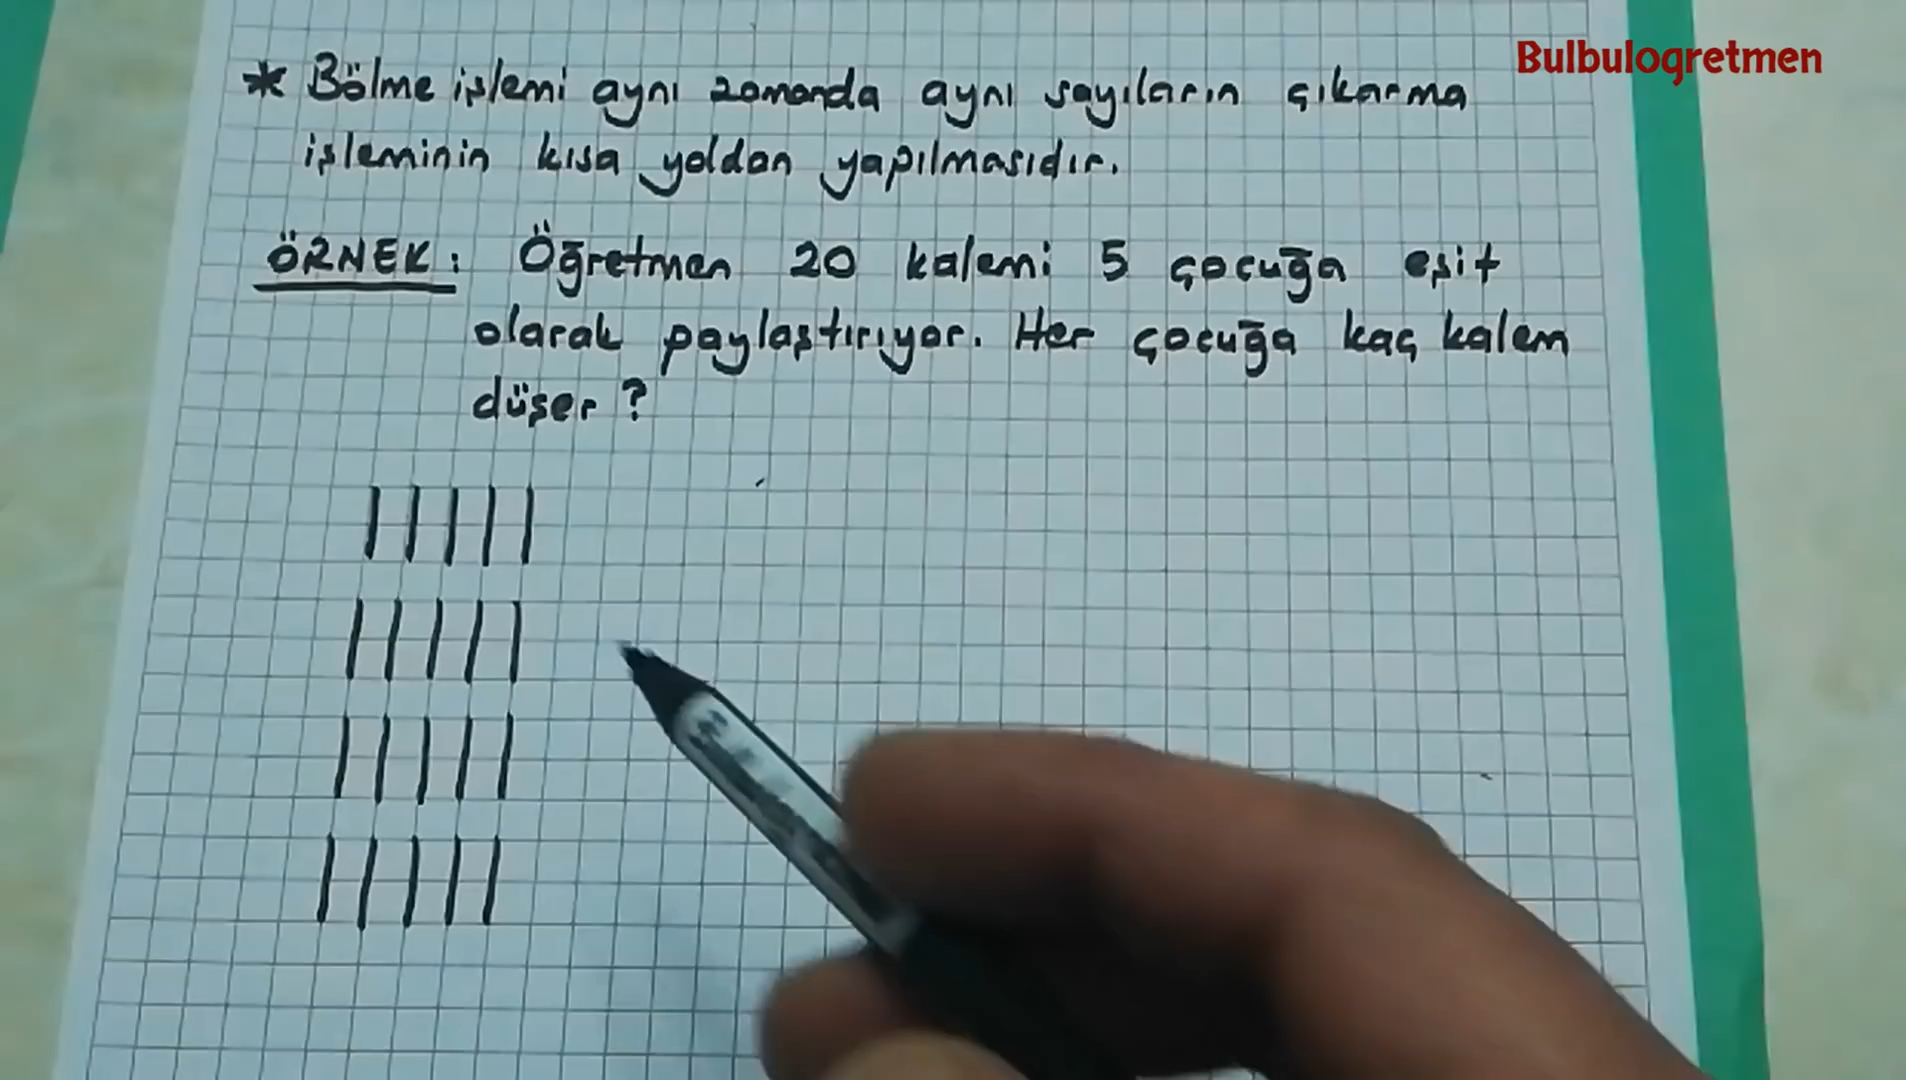 Bulbulogretmen
* Bölme işlemi aynı zamanda aynı sayıların çıkarma
işleminin kısa yoldan yapılmasıdır.
ÖRNEK: Öğretmen 20 kalemi 5 çocuğa eşit
olarak paylaştırıyor. Her çocuğa kaç kalem
düşer?